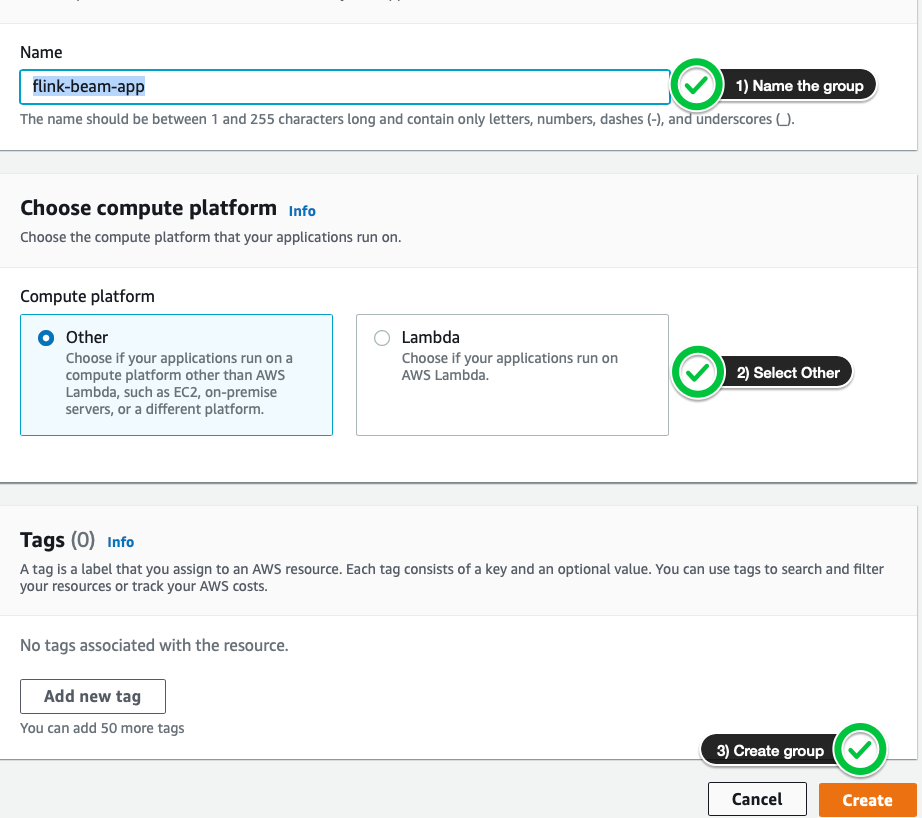 Name
flink-beam-app
1) Name the group
The name should be between 1 and 255 characters long and contain only letters, numbers, dashes (-), and underscores (_).
Choose compute platform Info
Choose the compute platform that your applications run on.
Compute platform
Other
Choose if your applications run on a
compute platform other than AWS
Lambda, such as EC2, on-premise
servers, or a different platform.
Lambda
Choose if your applications run on
AWS Lambda.
2) Select Other
Tags (0) Info
A tag is a label that you assign to an AWS resource. Each tag consists of a key and an optional value. You can use tags to search and filter
your resources or track your AWS costs.
No tags associated with the resource.
Add new tag
You can add 50 more tags
3) Create group
Cancel
Create